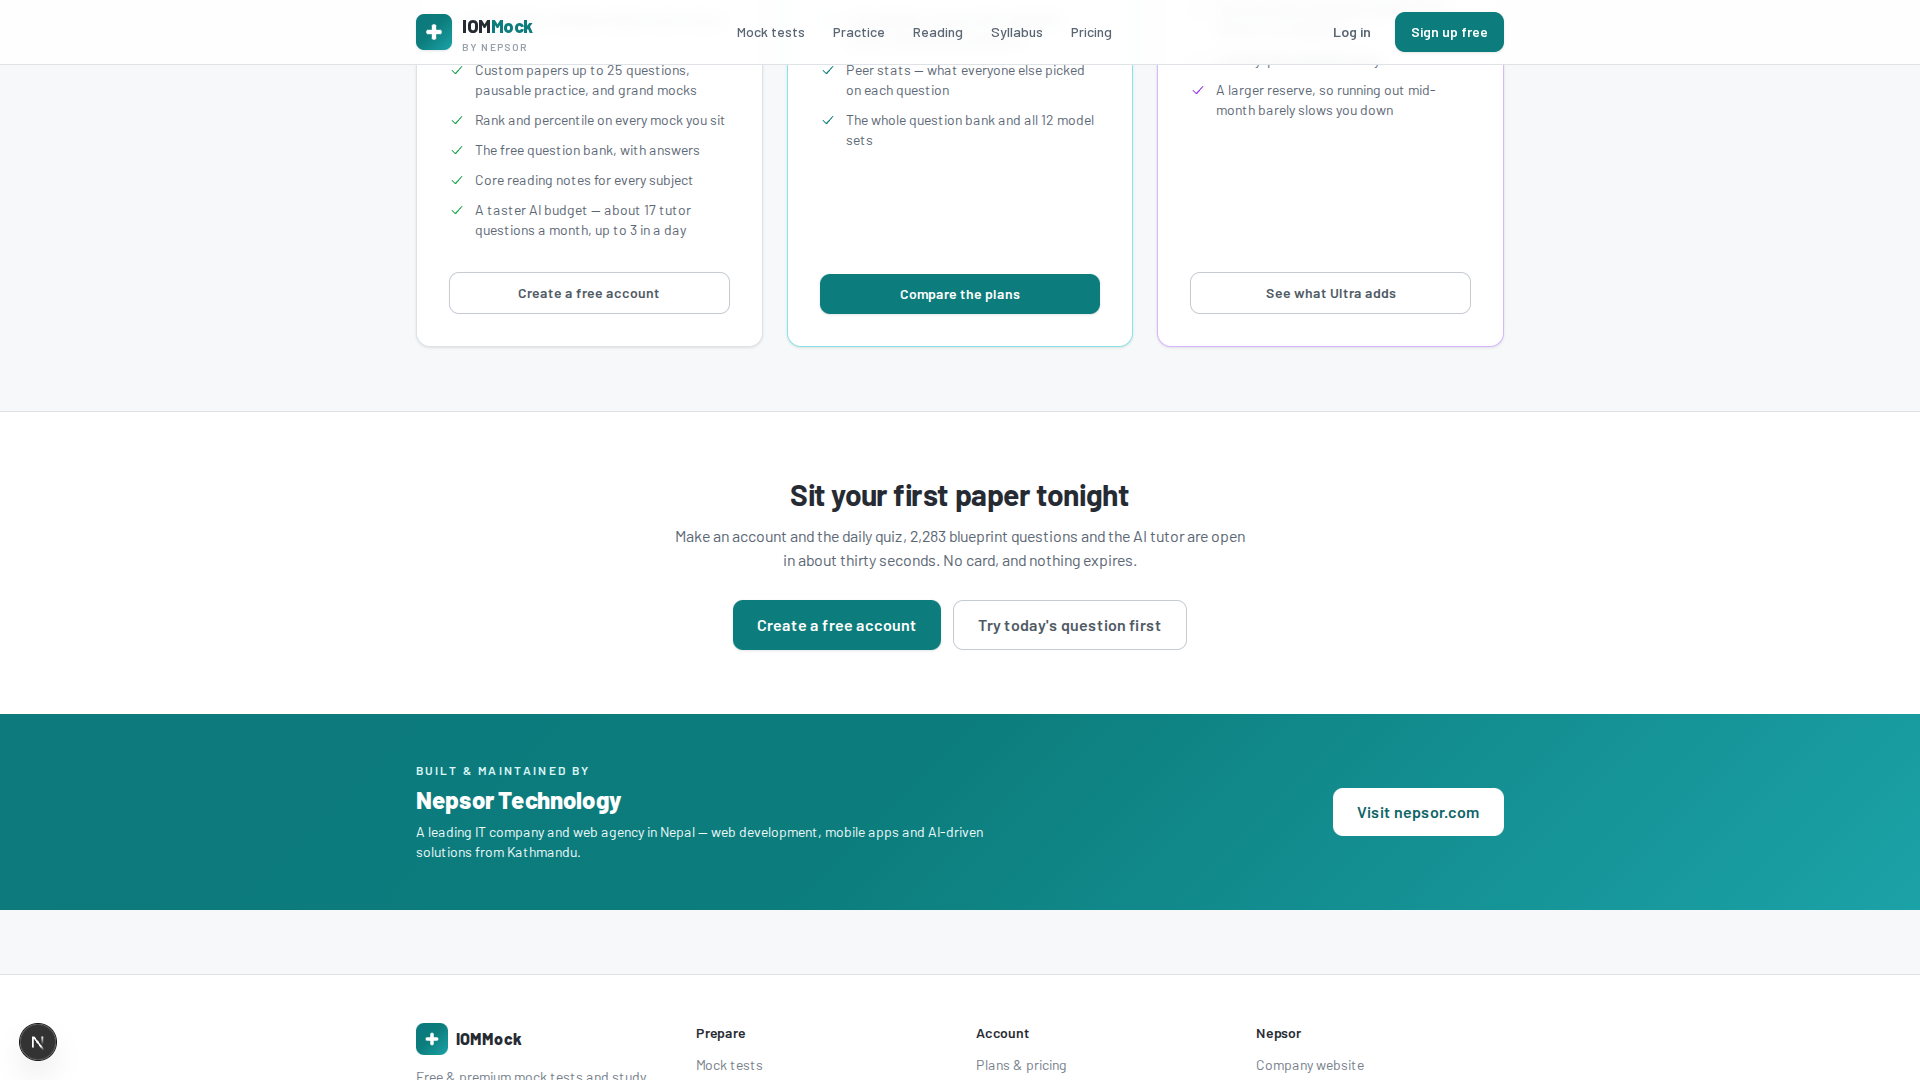 IOMMock
BY NEPSOR
Mock tests
Practice
Reading
Syllabus
Pricing
Log in
Sign up free
Custom papers up to 25 questions,
pausable practice, and grand mocks
Rank and percentile on every mock you sit
The free question bank, with answers
Core reading notes for every subject
A taster AI budget — about 17 tutor
questions a month, up to 3 in a day
Create a free account
Peer stats — what everyone else picked
on each question
The whole question bank and all 12 model
sets
Compare the plans
A larger reserve, so running out mid-
month barely slows you down
See what Ultra adds
Sit your first paper tonight
Make an account and the daily quiz, 2,283 blueprint questions and the AI tutor are open
in about thirty seconds. No card, and nothing expires.
Create a free account
Try today's question first
BUILT & MAINTAINED BY
Nepsor Technology
A leading IT company and web agency in Nepal — web development, mobile apps and AI-driven
solutions from Kathmandu.
Visit nepsor.com
IOMMock
Free & premium mock tests and study
Prepare
Mock tests
Account
Plans & pricing
Nepsor
Company website